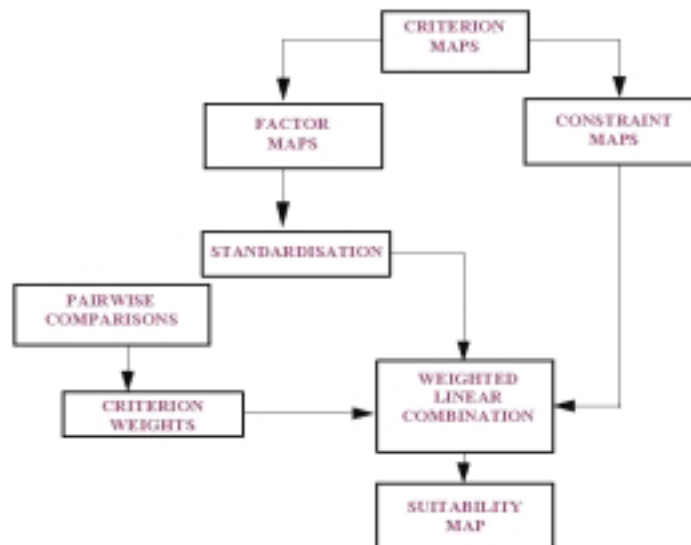 CRITERION
MAPS
FACTOR
MAPS
CONSTRAINT
MAPS
STANDARDISATION
PAIRWISE
COMPARISONS
CRITERION
WEIGHTS
WEIGHTED
LINEAR
COMBINATION
SUITABILITY
MAP